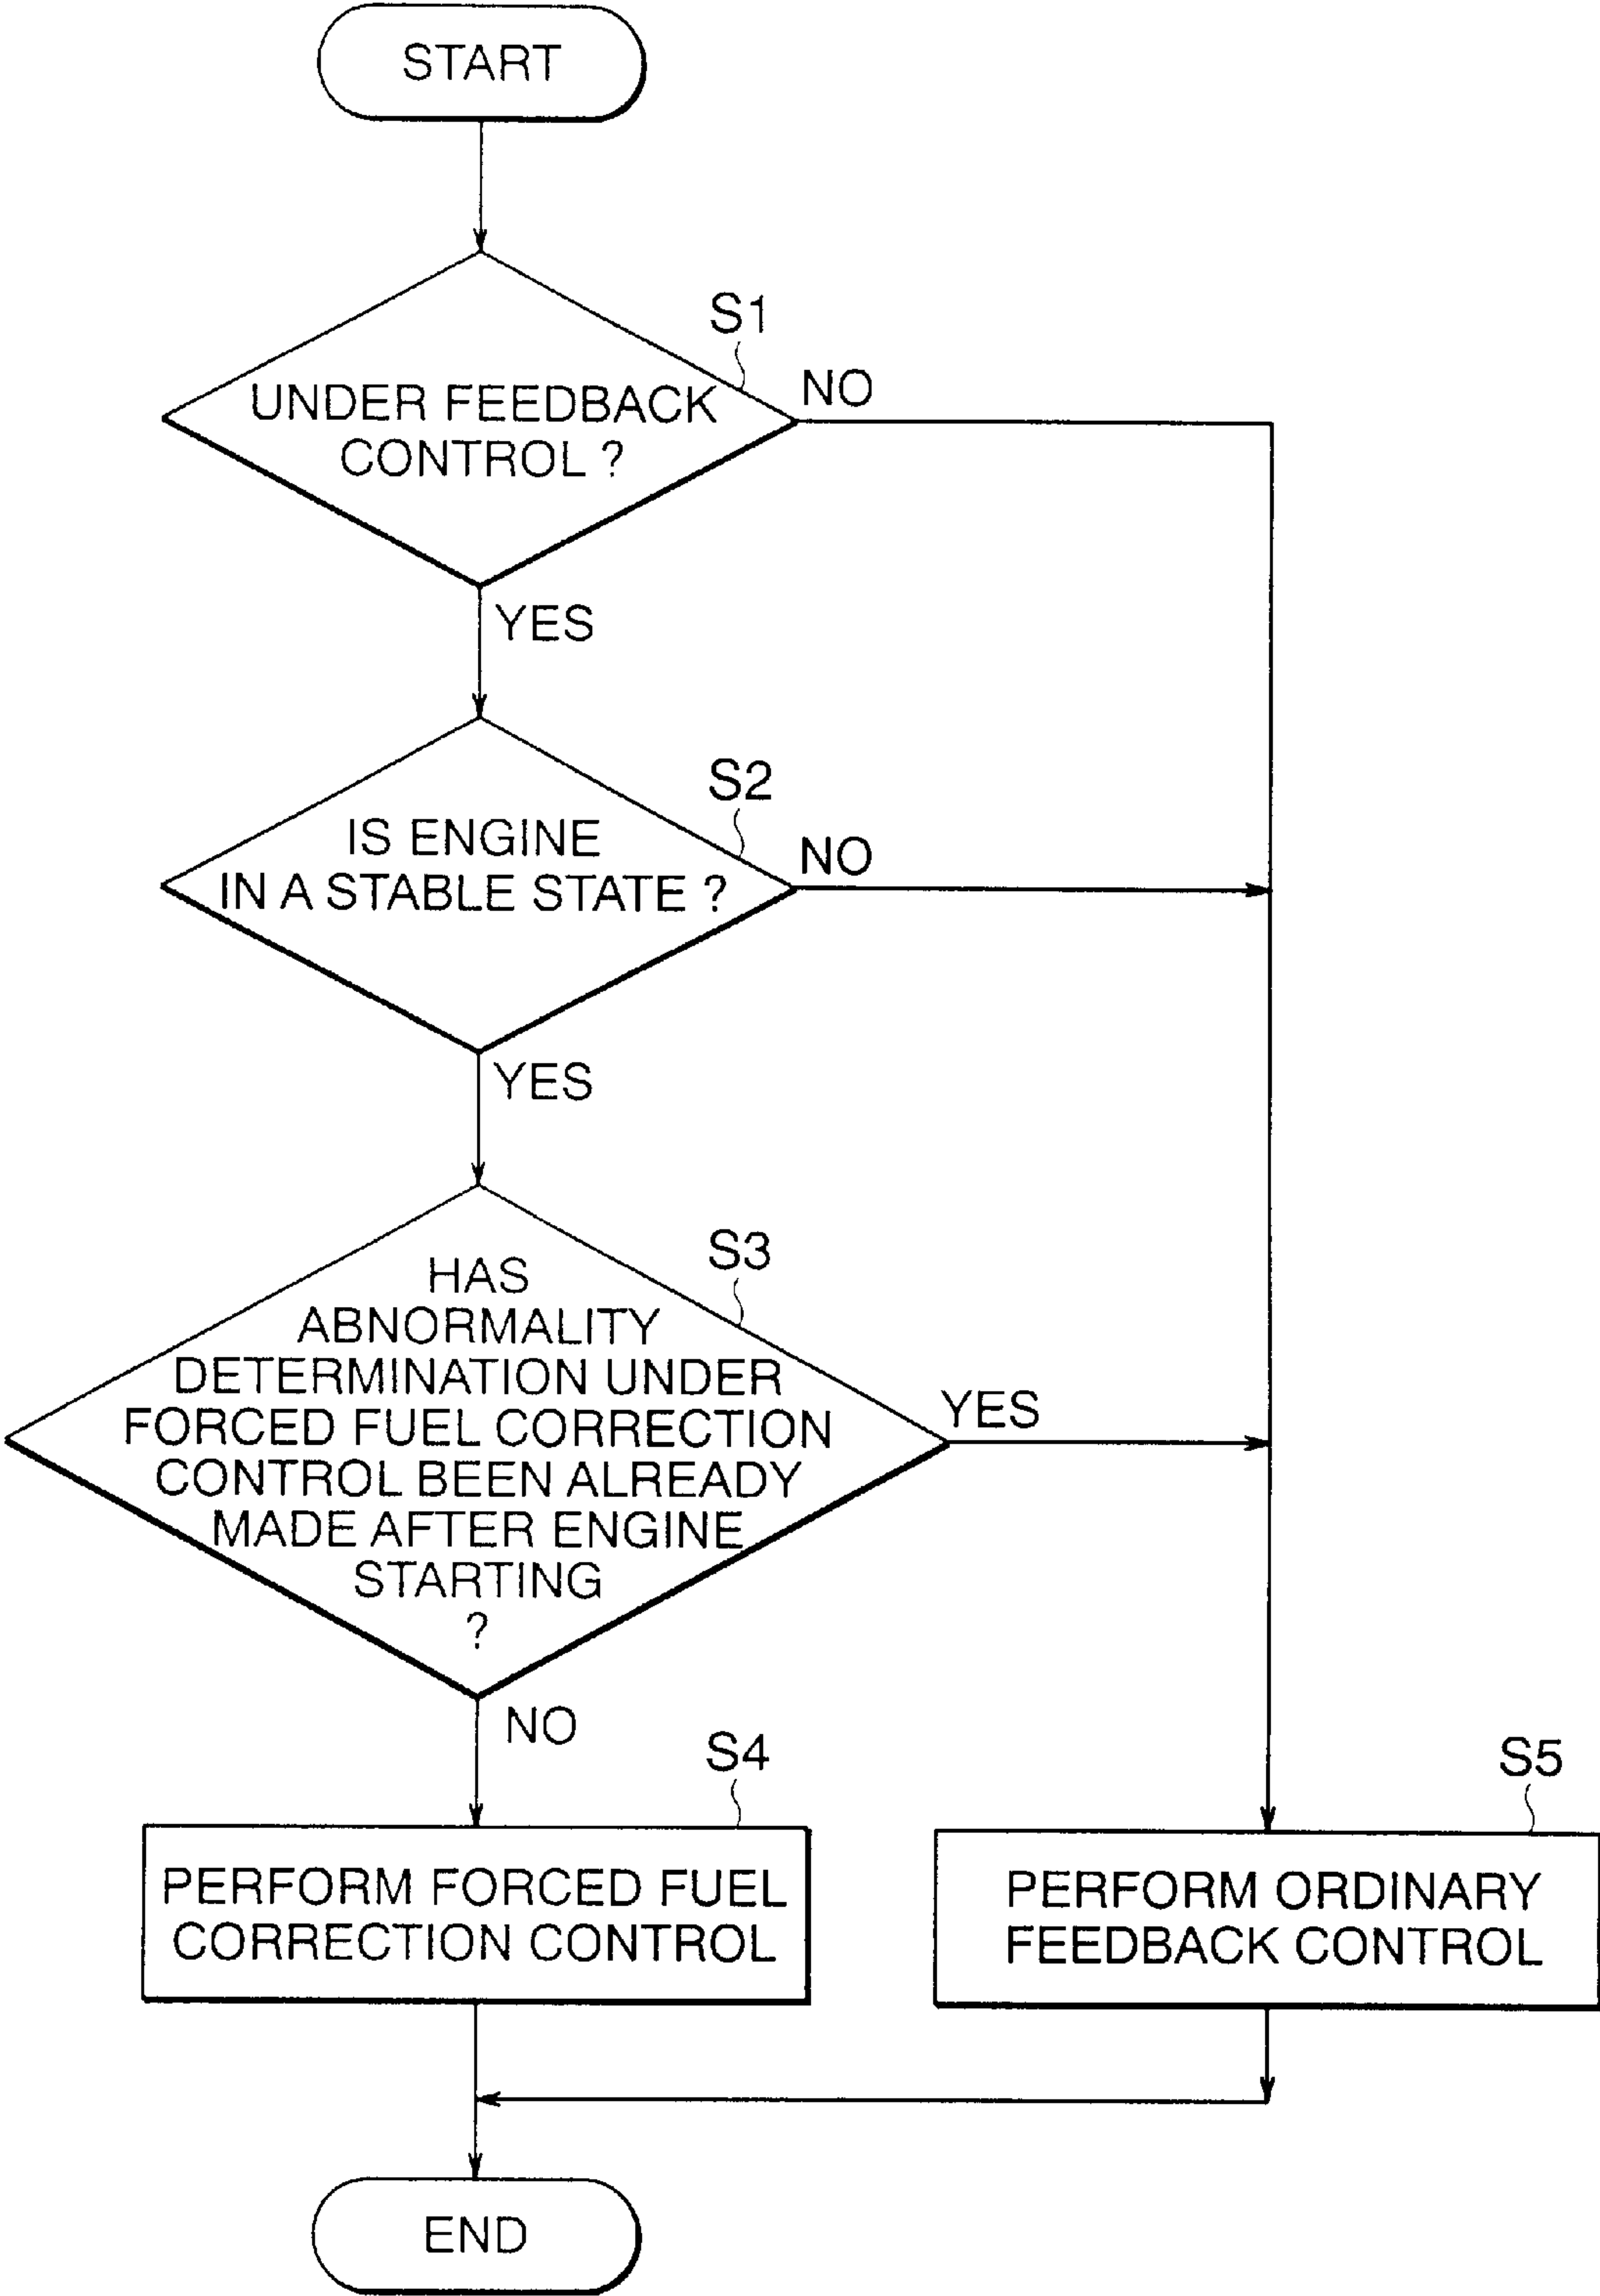 START
S1
NO
UNDER FEEDBACK
CONTROL ?
YES
S2
NO
IS ENGINE
IN A STABLE STATE ?
YES
S3
HAS
ABNORMALITY
DETERMINATION UNDER
FORCED FUEL CORRECTION
CONTROL BEEN ALREADY
MADE AFTER ENGINE
STARTING
?
YES
NO
S4
S5
PERFORM FORCED FUEL
CORRECTION CONTROL
PERFORM ORDINARY
FEEDBACK CONTROL
END